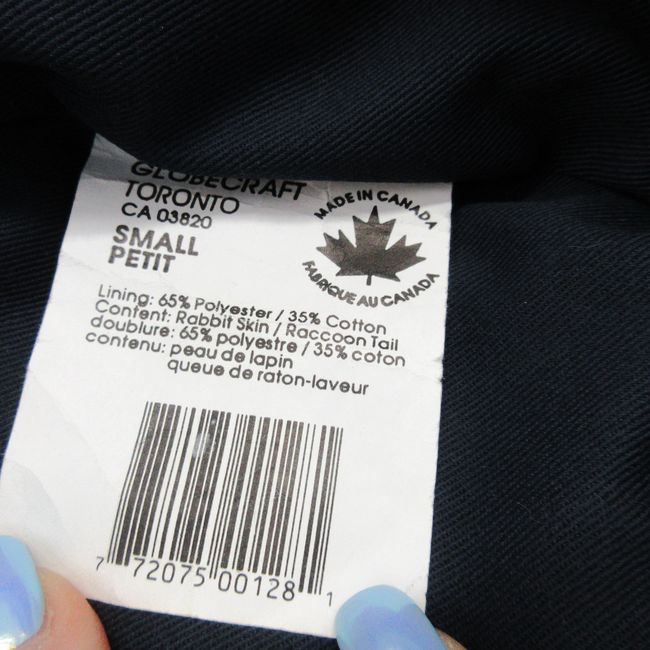 GLOBECRAFT
TORONTO
CA 03820
SMALL
PETIT
MADE IN CANADA
FABRIQUE AU CANADA
Lining: 65% Polyester / 35% Cotton
Content: Rabbit Skin / Raccoon Tail
doublure: 65% polyestre / 35% coton
contenu: peau de lapin
queue de raton-laveur
7 72075 00128 1